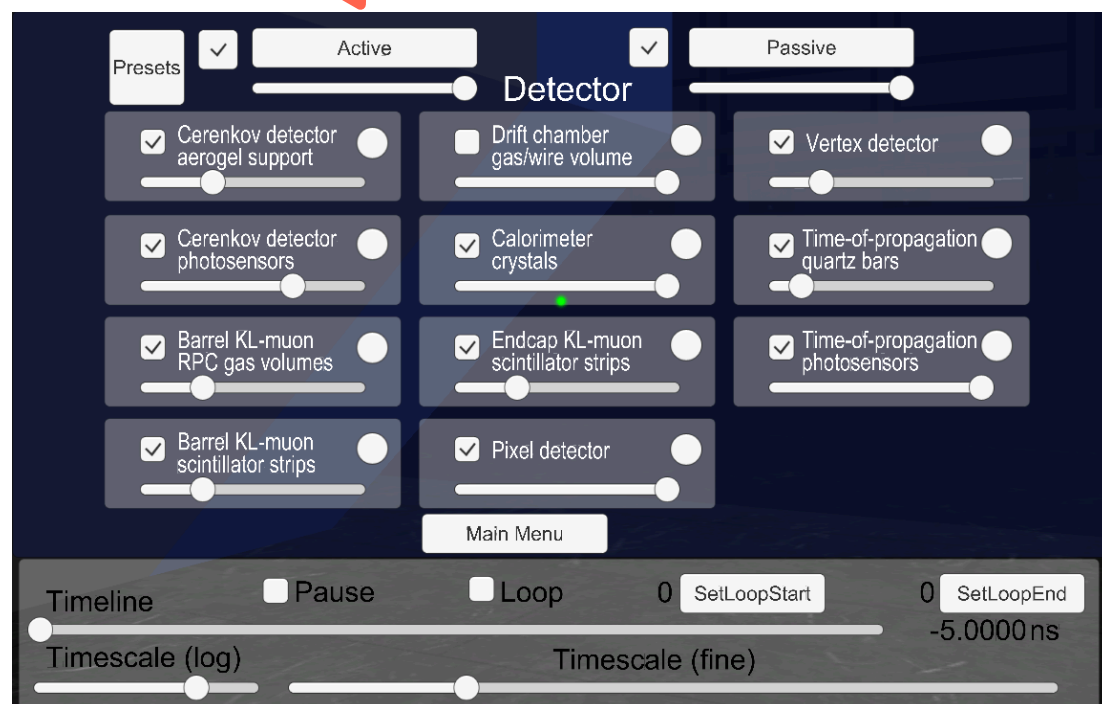 Presets
Active
Passive
Detector
Cerenkov detector
aerogel support
Drift chamber
gas/wire volume
Vertex detector
Cerenkov detector
photosensors
Calorimeter
crystals
Time-of-propagation
quartz bars
Barrel KL-muon
RPC gas volumes
Endcap KL-muon
scintillator strips
Time-of-propagation
photosensors
Barrel KL-muon
scintillator strips
Pixel detector
Main Menu
Timeline
Pause
Loop
0 SetLoopStart
0 SetLoopEnd
-5.0000 ns
Timescale (log)
Timescale (fine)